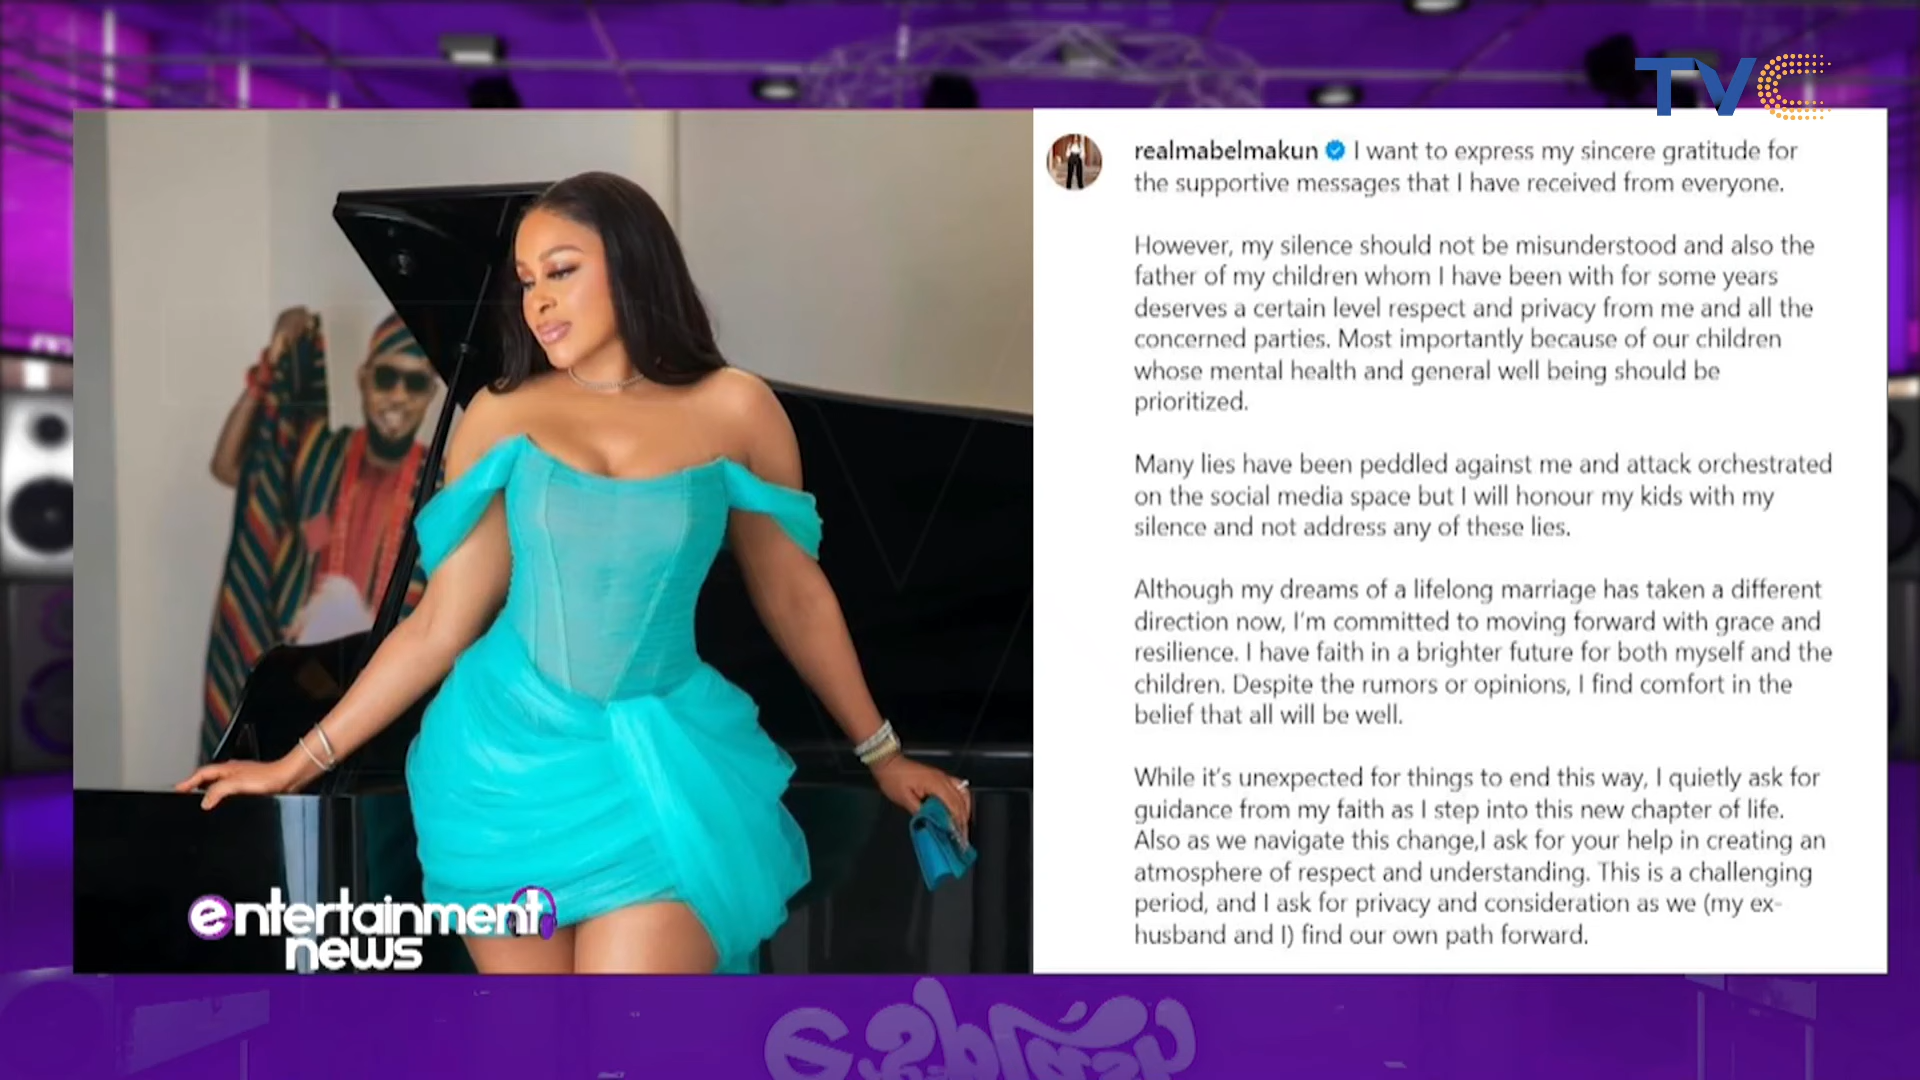 TVC
realmabelmakun I want to express my sincere gratitude for
the supportive messages that I have received from everyone.
However, my silence should not be misunderstood and also the
father of my children whom I have been with for some years
deserves a certain level respect and privacy from me and all the
concerned parties. Most importantly because of our children
whose mental health and general well being should be
prioritized.
Many lies have been peddled against me and attack orchestrated
on the social media space but I will honour my kids with my
silence and not address any of these lies.
Although my dreams of a lifelong marriage has taken a different
direction now, I'm committed to moving forward with grace and
resilience. I have faith in a brighter future for both myself and the
children. Despite the rumors or opinions, I find comfort in the
belief that all will be well.
While it's unexpected for things to end this way, I quietly ask for
guidance from my faith as I step into this new chapter of life.
Also as we navigate this change,I ask for your help in creating an
atmosphere of respect and understanding. This is a challenging
period, and I ask for privacy and consideration as we (my ex-
husband and I) find our own path forward.
entertainment
news